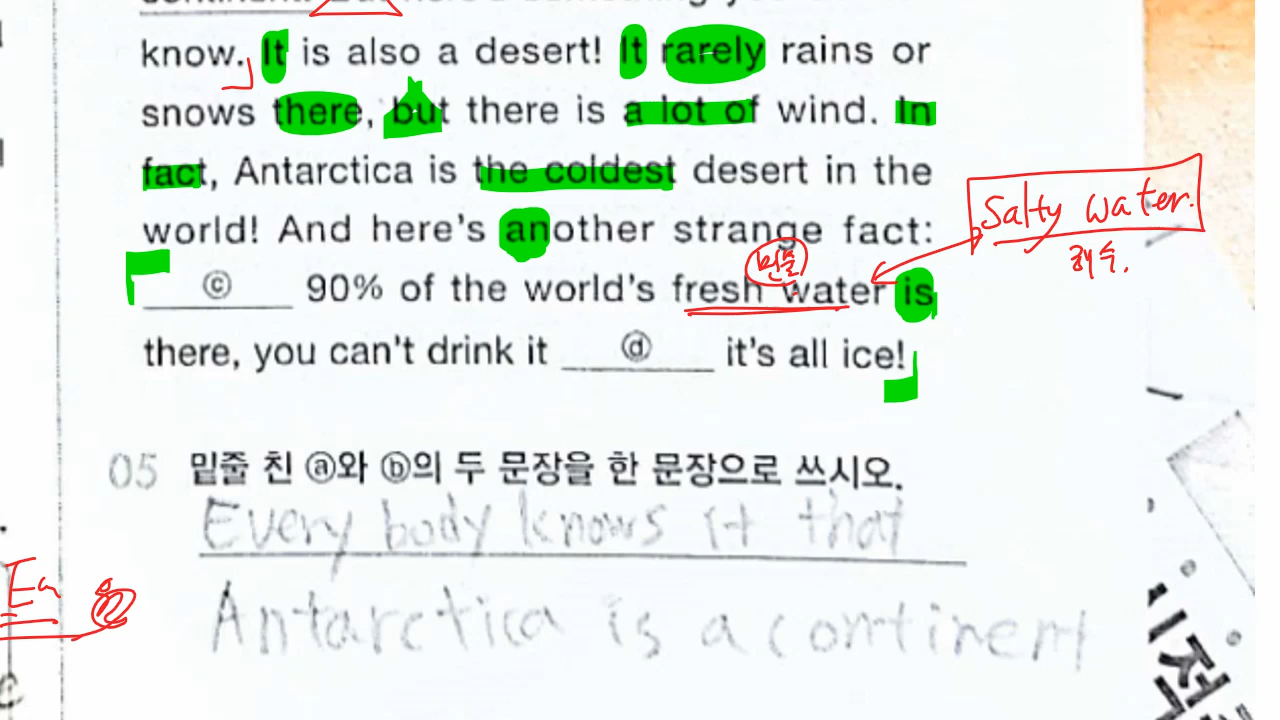 know. It is also a desert! It rarely rains or
snows there, but there is a lot of wind. In
fact, Antarctica is the coldest desert in the
world! And here's another strange fact:
Salty water.
해수.
민물
ⓒ 90% of the world's fresh water is
there, you can't drink it ⓓ it's all ice!
05 밑줄 친 ⓐ와 ⓑ의 두 문장을 한 문장으로 쓰시오.
Every body knows it that
Antarctica is a continent